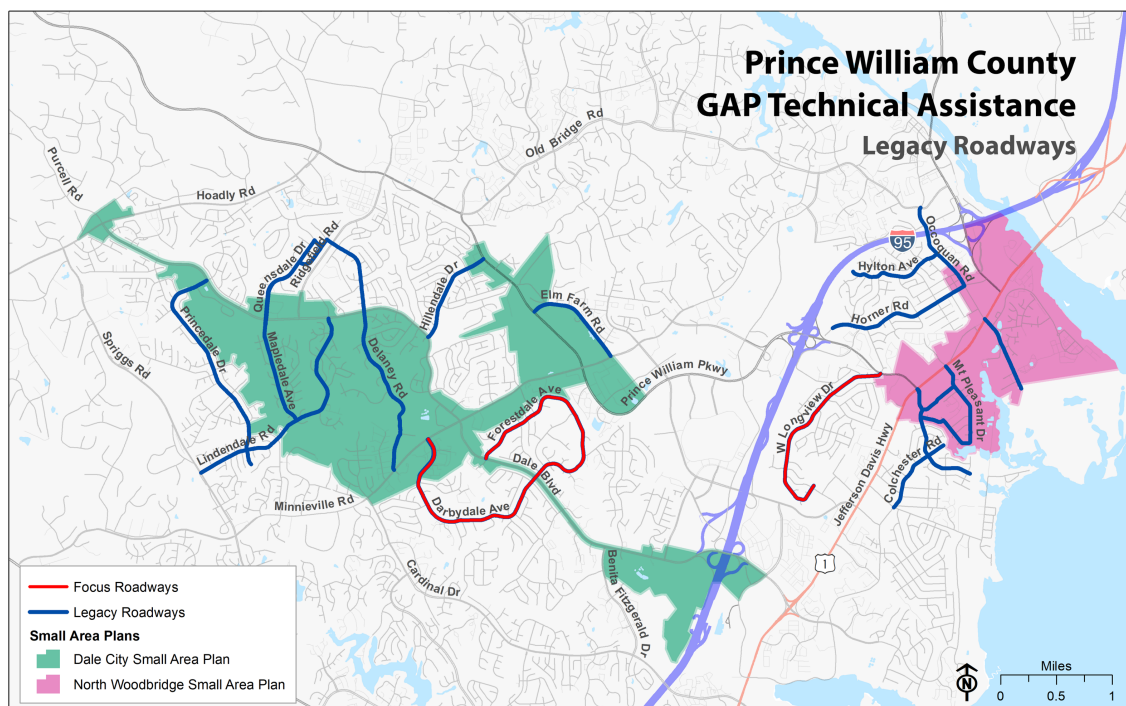 Prince William County
GAP Technical Assistance
Legacy Roadways
Old Bridge Rd
Purcell Rd
Hoadly Rd
Queensdale Dr
Ridgefield Rd
Occoquan Rd
95
Hylton Ave
Hillendale Dr
Elm Farm Rd
Horner Rd
Princedale Dr
Spriggs Rd
Mapledale Ave
Delaney Rd
Prince William Pkwy
Mt Pleasant Dr
W Longview Dr
Forestdale Ave
Lindendale Rd
Dale Blvd
Jefferson Davis Hwy
Colchester Rd
Minnieville Rd
Darbydale Ave
1
Cardinal Dr
Benita Fitzgerald Dr
Focus Roadways
Legacy Roadways
Small Area Plans
Dale City Small Area Plan
North Woodbridge Small Area Plan
N
Miles
0 0.5 1